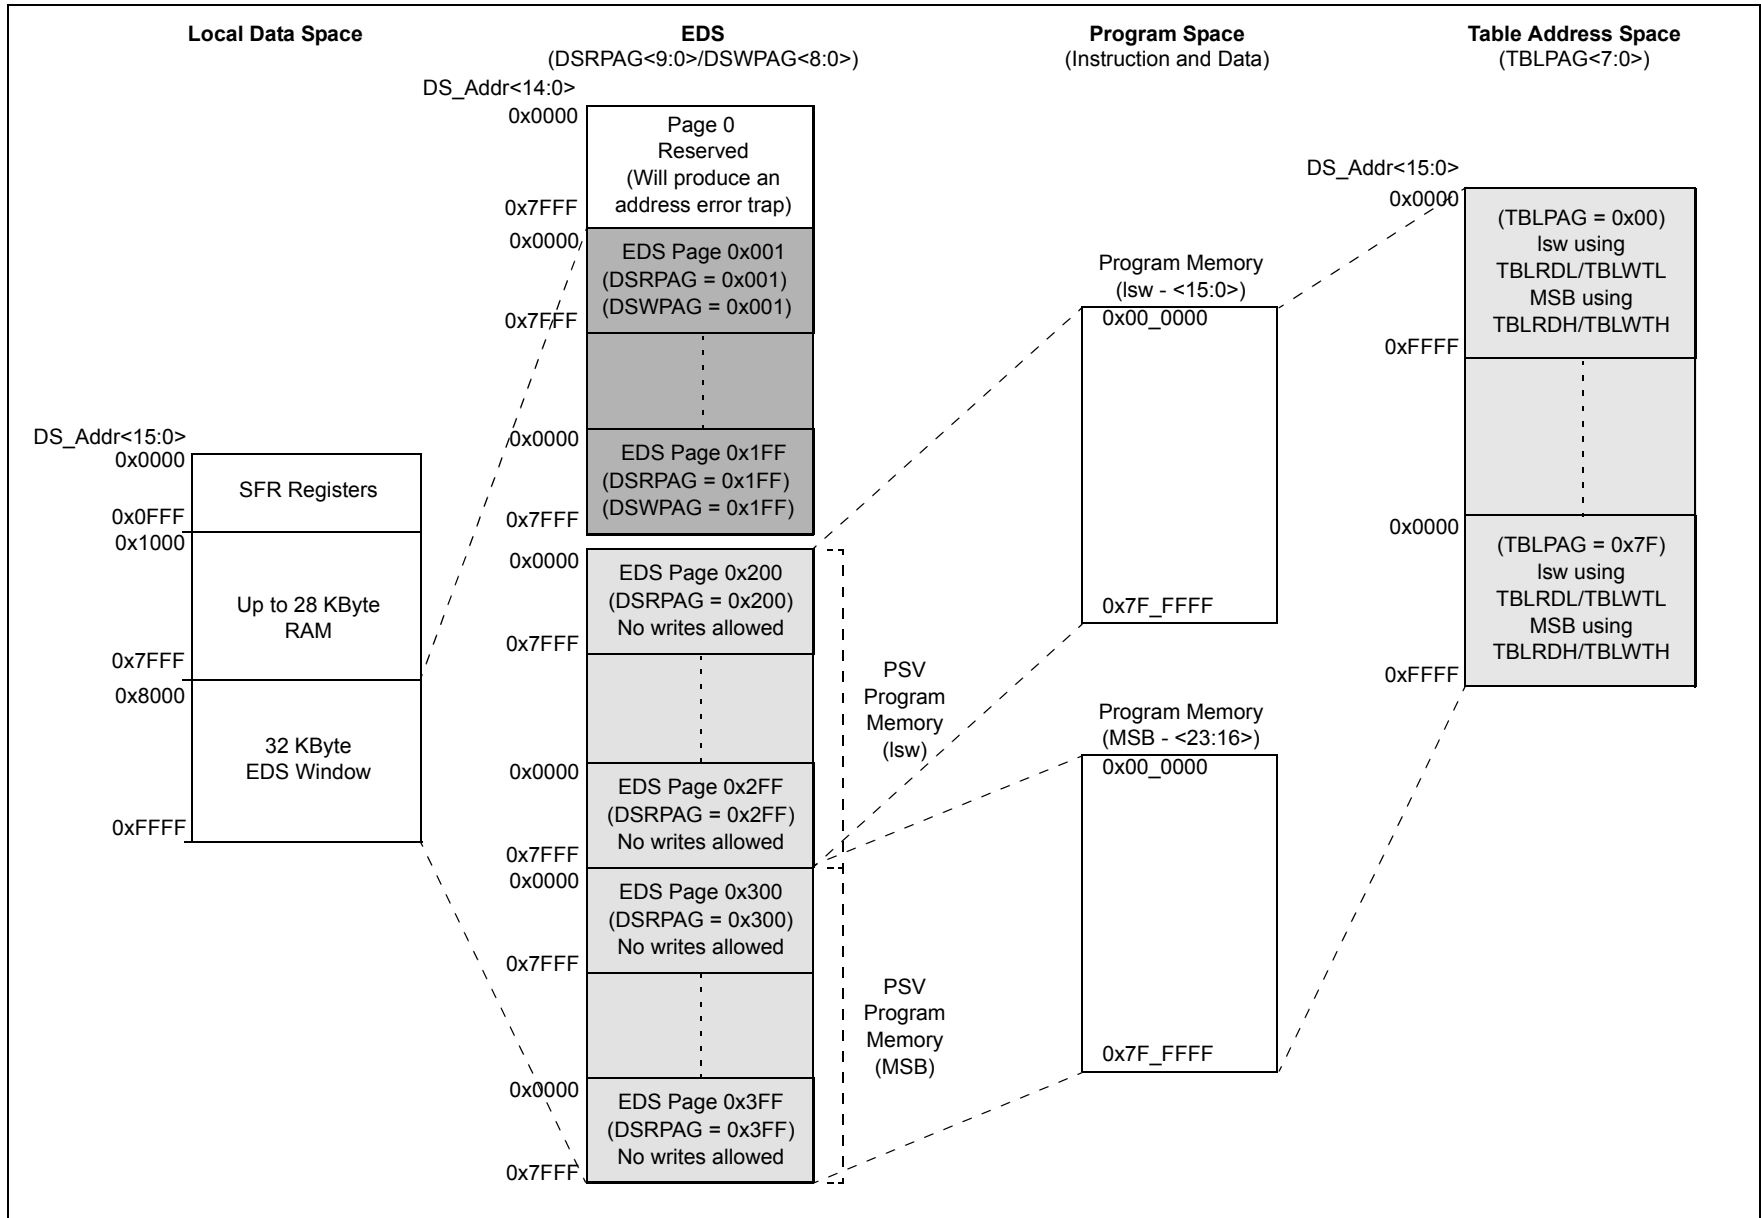 Local Data Space
EDS
(DSRPAG<9:0>/DSWPAG<8:0>)
Program Space
(Instruction and Data)
Table Address Space
(TBLPAG<7:0>)
DS_Addr<15:0>
0x0000
SFR Registers
0x0FFF
0x1000
Up to 28 KByte
RAM
0x7FFF
0x8000
32 KByte
EDS Window
0xFFFF
DS_Addr<14:0>
0x0000
Page 0
Reserved
(Will produce an
address error trap)
0x7FFF
0x0000
EDS Page 0x001
(DSRPAG = 0x001)
(DSWPAG = 0x001)
0x7FFF
0x0000
EDS Page 0x1FF
(DSRPAG = 0x1FF)
(DSWPAG = 0x1FF)
0x7FFF
0x0000
EDS Page 0x200
(DSRPAG = 0x200)
No writes allowed
0x7FFF
0x0000
EDS Page 0x2FF
(DSRPAG = 0x2FF)
No writes allowed
0x7FFF
0x0000
EDS Page 0x300
(DSRPAG = 0x300)
No writes allowed
0x7FFF
0x0000
EDS Page 0x3FF
(DSRPAG = 0x3FF)
No writes allowed
0x7FFF
PSV
Program
Memory
(lsw)
PSV
Program
Memory
(MSB)
Program Memory
(lsw - <15:0>)
0x00_0000
0x7F_FFFF
Program Memory
(MSB - <23:16>)
0x00_0000
0x7F_FFFF
DS_Addr<15:0>
0x0000
(TBLPAG = 0x00)
lsw using
TBLRDL/TBLWTL
MSB using
TBLRDH/TBLWTH
0xFFFF
0x0000
(TBLPAG = 0x7F)
lsw using
TBLRDL/TBLWTL
MSB using
TBLRDH/TBLWTH
0xFFFF